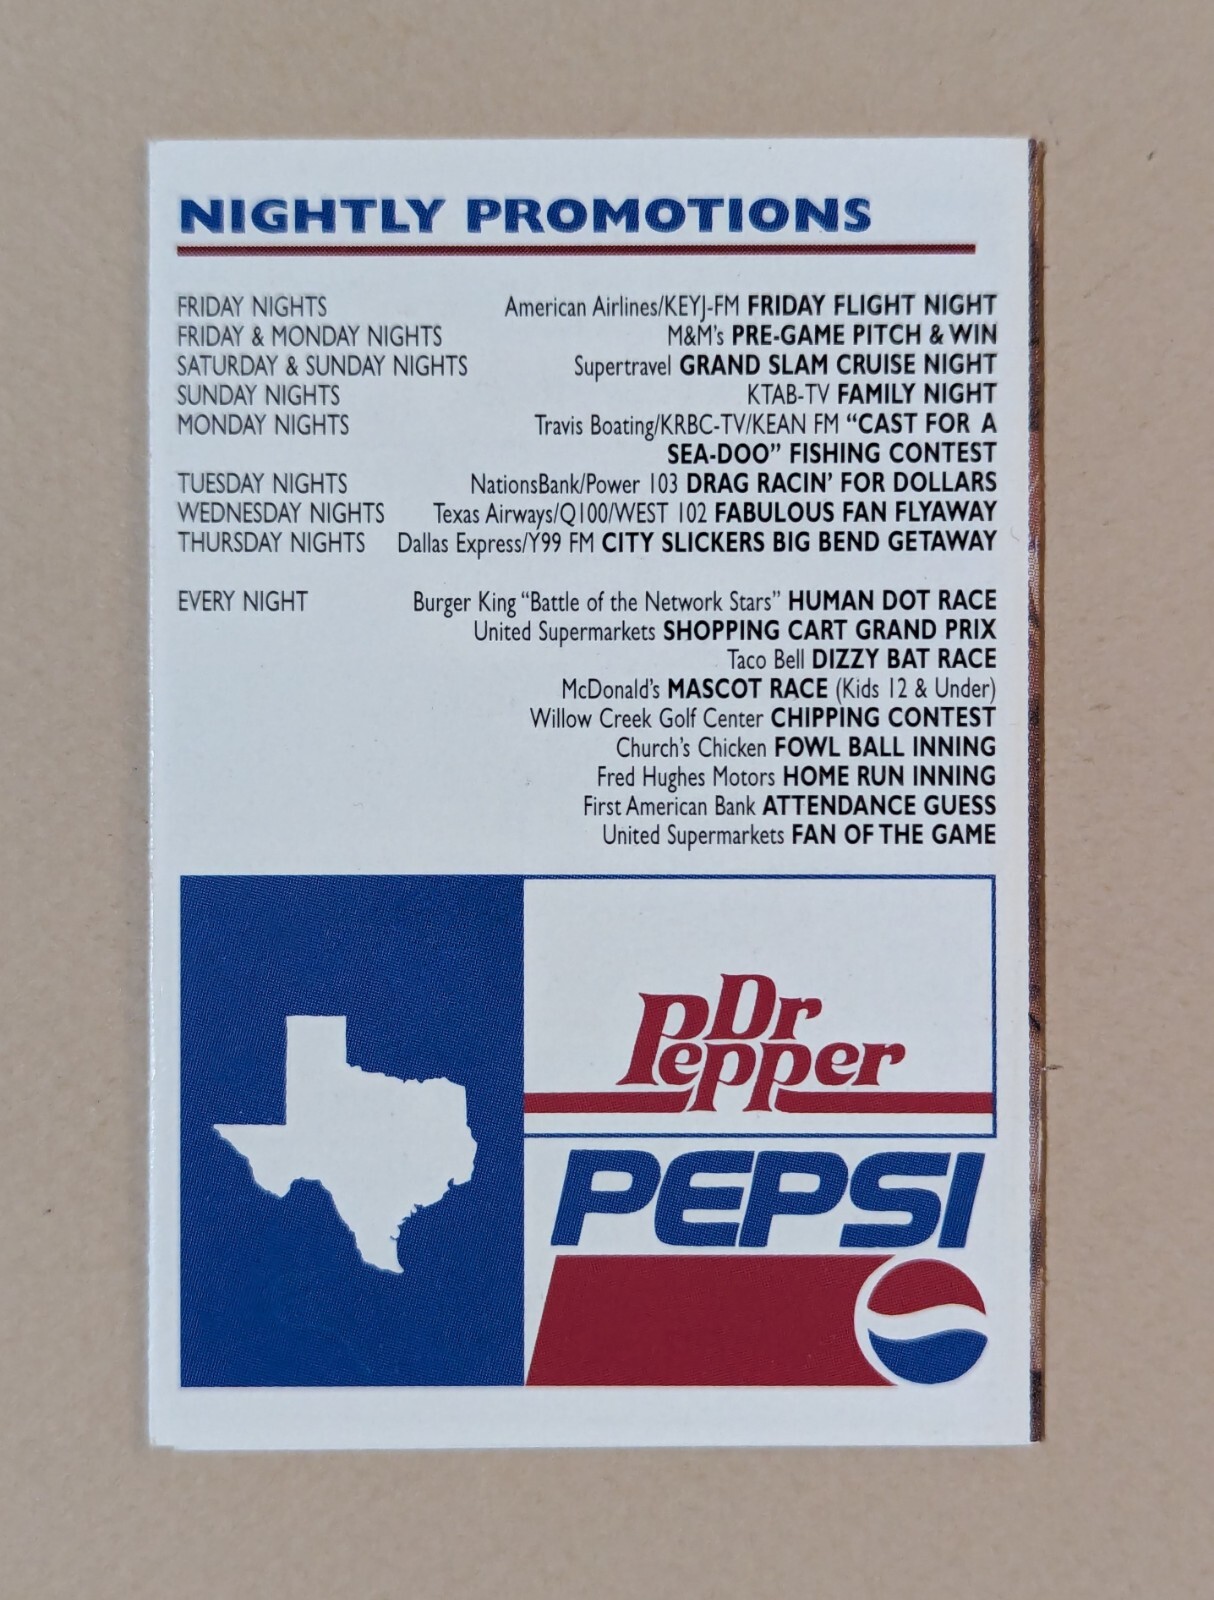 NIGHTLY PROMOTIONS
FRIDAY NIGHTS American Airlines/KEYJ-FM FRIDAY FLIGHT NIGHT
FRIDAY & MONDAY NIGHTS M&M's PRE-GAME PITCH & WIN
SATURDAY & SUNDAY NIGHTS Supertravel GRAND SLAM CRUISE NIGHT
SUNDAY NIGHTS KTAB-TV FAMILY NIGHT
MONDAY NIGHTS Travis Boating/KRBC-TV/KEAN FM “CAST FOR A
SEA-DOO” FISHING CONTEST
TUESDAY NIGHTS NationsBank/Power 103 DRAG RACIN’ FOR DOLLARS
WEDNESDAY NIGHTS Texas Airways/Q100/WEST 102 FABULOUS FAN FLYAWAY
THURSDAY NIGHTS Dallas Express/Y99 FM CITY SLICKERS BIG BEND GETAWAY
EVERY NIGHT Burger King “Battle of the Network Stars” HUMAN DOT RACE
United Supermarkets SHOPPING CART GRAND PRIX
Taco Bell DIZZY BAT RACE
McDonald's MASCOT RACE (Kids 12 & Under)
Willow Creek Golf Center CHIPPING CONTEST
Church's Chicken FOWL BALL INNING
Fred Hughes Motors HOME RUN INNING
First American Bank ATTENDANCE GUESS
United Supermarkets FAN OF THE GAME
Dr
Pepper
PEPSI